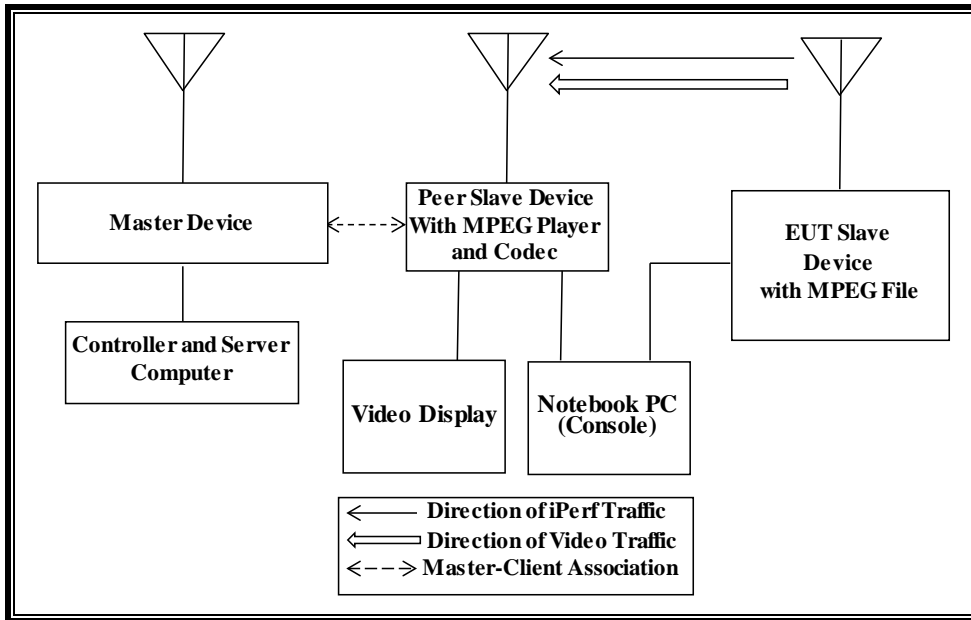 Master Device
Peer Slave Device
With MPEG Player
and Codec
EUT Slave
Device
with MPEG File
Controller and Server
Computer
Video Display
Notebook PC
(Console)
Direction of iPerf Traffic
Direction of Video Traffic
Master-Client Association